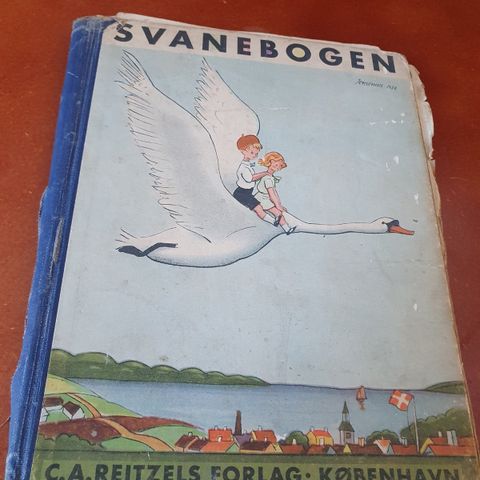 SVANEBOGEN
C.A.REITZELS FORLAG · KØBENHAVN